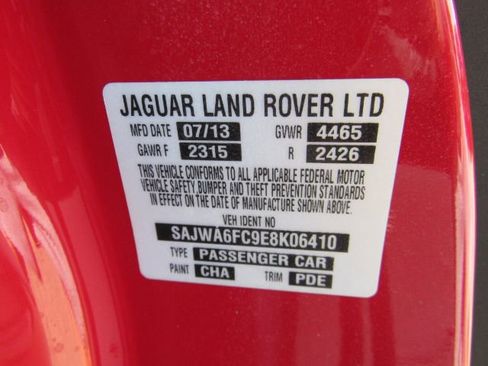 JAGUAR LAND ROVER LTD
MFD DATE 07/13 GVWR 4465
GAWR F 2315 R 2426
THIS VEHICLE CONFORMS TO ALL APPLICABLE FEDERAL MOTOR
VEHICLE SAFETY, BUMPER AND THEFT PREVENTION STANDARDS
IN EFFECT ON THE DATE OF MANUFACTURE SHOWN ABOVE.
VEH IDENT NO
SAJWA6FC9E8K06410
TYPE PASSENGER CAR
PAINT CHA TRIM PDE